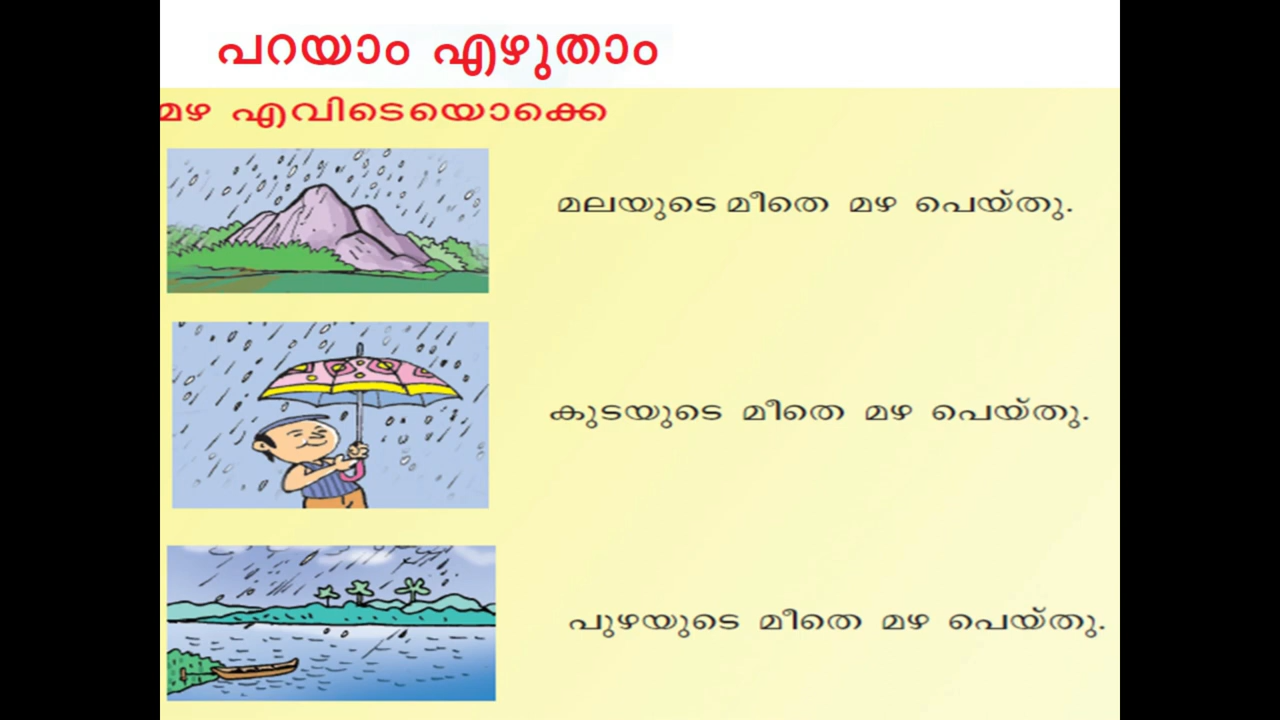 പറയാം എഴുതാം
മഴ എവിടെയൊക്കെ
മലയുടെ മീതെ മഴ പെയ്തു.
കുടയുടെ മീതെ മഴ പെയ്തു.
പുഴയുടെ മീതെ മഴ പെയ്തു.